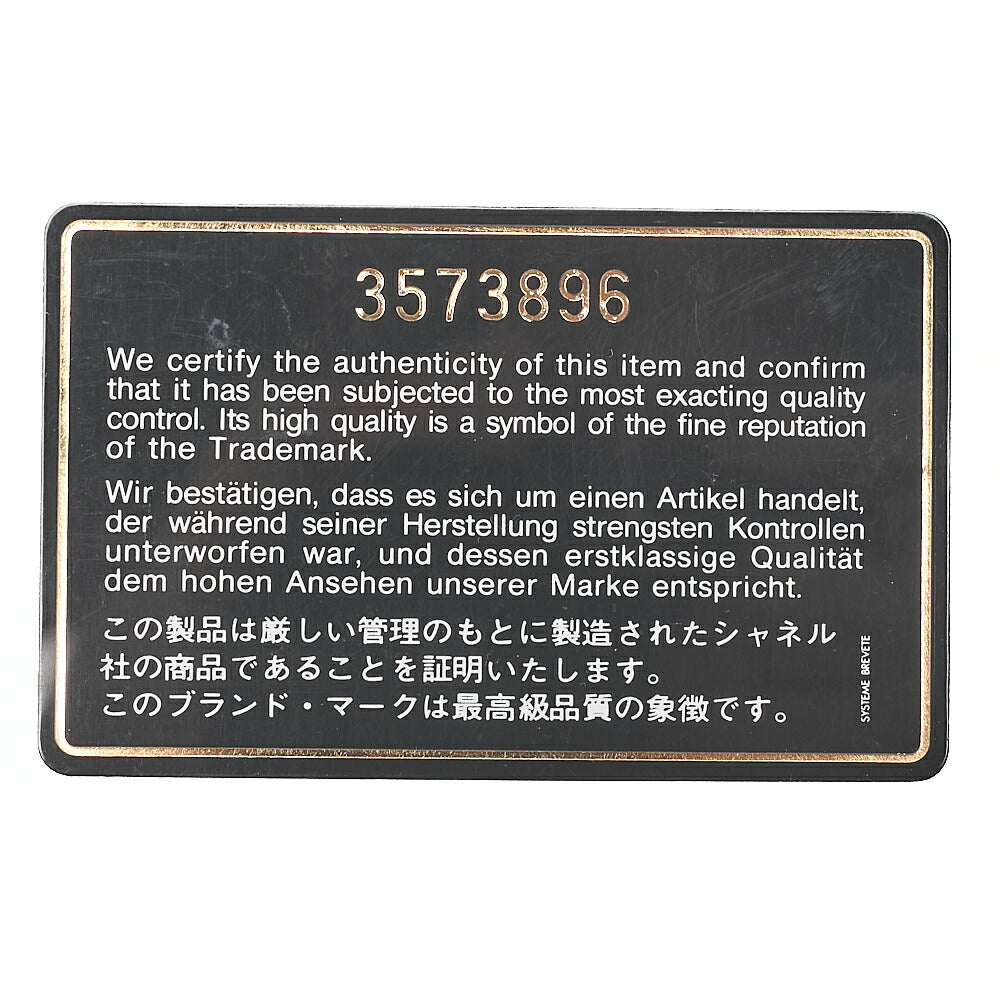 3573896
We certify the authenticity of this item and confirm
that it has been subjected to the most exacting quality
control. Its high quality is a symbol of the fine reputation
of the Trademark.
Wir bestätigen, dass es sich um einen Artikel handelt,
der während seiner Herstellung strengsten Kontrollen
unterworfen war, und dessen erstklassige Qualität
dem hohen Ansehen unserer Marke entspricht.
この製品は厳しい管理のもとに製造されたシャネル
社の商品であることを証明いたします。
このブランド・マークは最高級品質の象徴です。
SYSTEME BREVETE